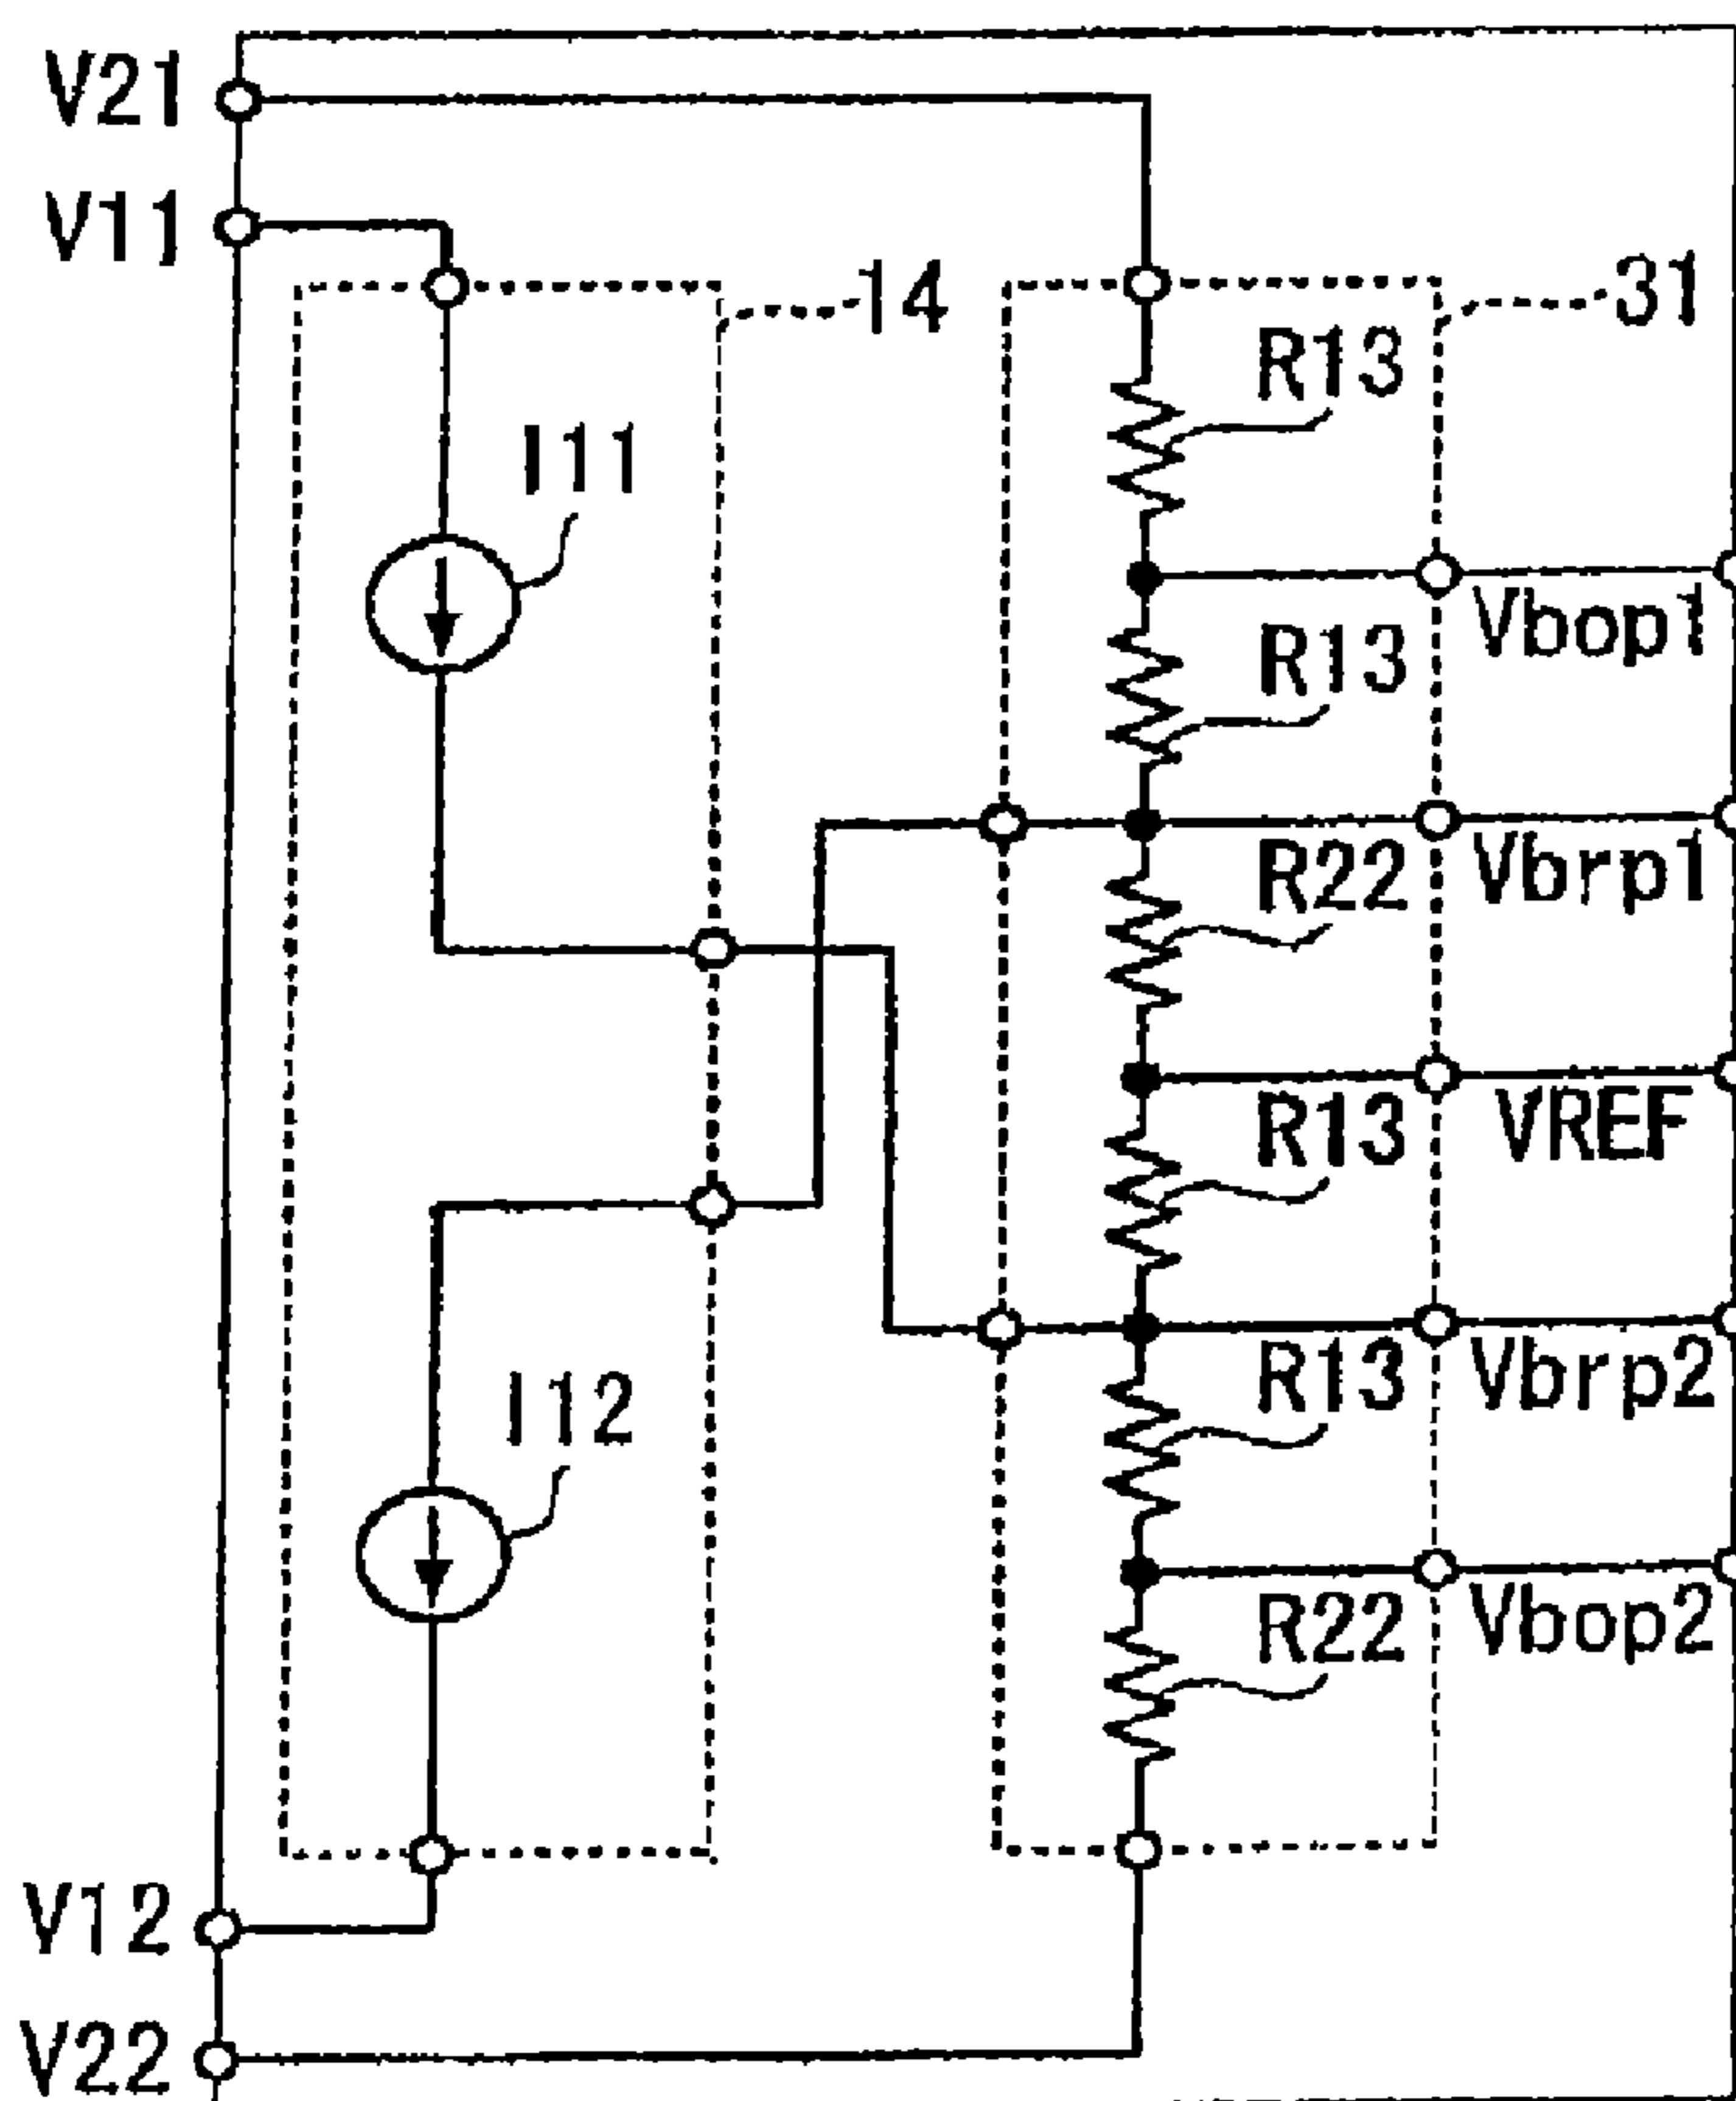 V21
V11
14
31
R13
I11
Vbop1
R13
R22
Vbrp1
R13
VREF
R13
Vbrp2
I12
R22
Vbop2
V12
V22